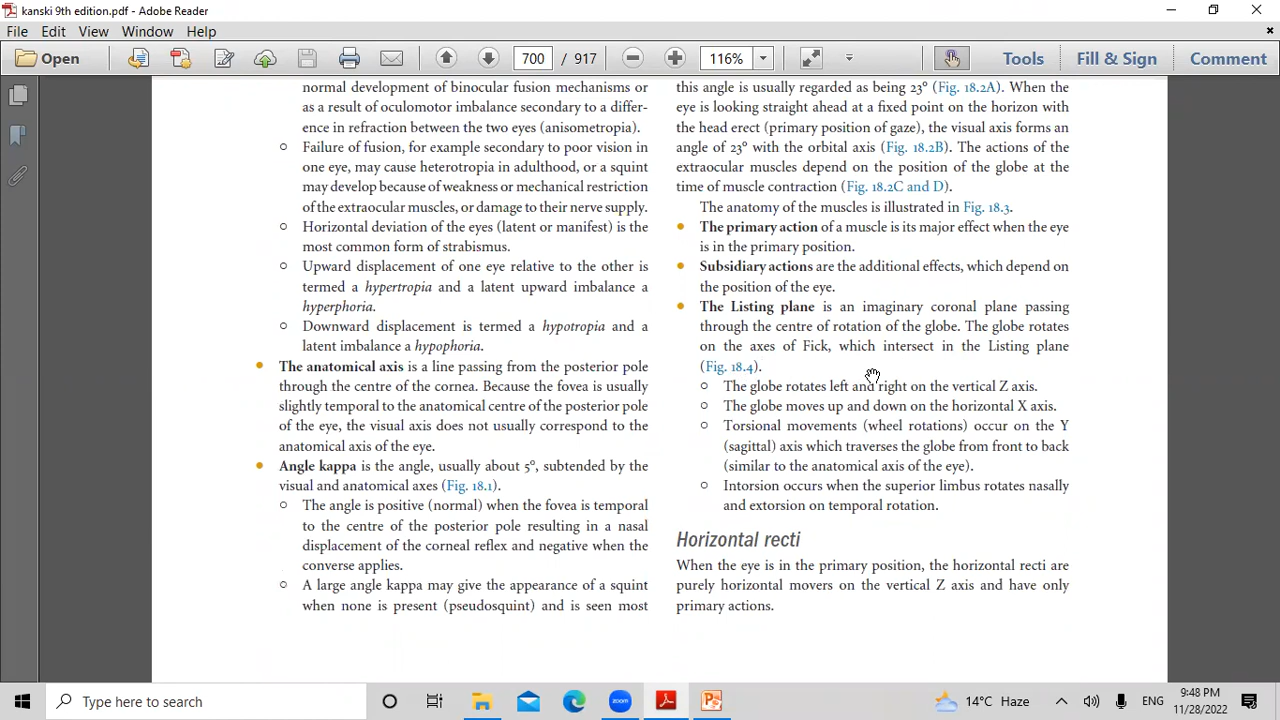 kanski 9th edition.pdf - Adobe Reader
File Edit View Window Help
Open 700 / 917 116% Tools Fill & Sign Comment
normal development of binocular fusion mechanisms or
as a result of oculomotor imbalance secondary to a differ-
ence in refraction between the two eyes (anisometropia).
○ Failure of fusion, for example secondary to poor vision in
one eye, may cause heterotropia in adulthood, or a squint
may develop because of weakness or mechanical restriction
of the extraocular muscles, or damage to their nerve supply.
○ Horizontal deviation of the eyes (latent or manifest) is the
most common form of strabismus.
○ Upward displacement of one eye relative to the other is
termed a hypertropia and a latent upward imbalance a
hyperphoria.
○ Downward displacement is termed a hypotropia and a
latent imbalance a hypophoria.
• The anatomical axis is a line passing from the posterior pole
through the centre of the cornea. Because the fovea is usually
slightly temporal to the anatomical centre of the posterior pole
of the eye, the visual axis does not usually correspond to the
anatomical axis of the eye.
• Angle kappa is the angle, usually about 5°, subtended by the
visual and anatomical axes (Fig. 18.1).
○ The angle is positive (normal) when the fovea is temporal
to the centre of the posterior pole resulting in a nasal
displacement of the corneal reflex and negative when the
converse applies.
○ A large angle kappa may give the appearance of a squint
when none is present (pseudosquint) and is seen most
this angle is usually regarded as being 23° (Fig. 18.2A). When the
eye is looking straight ahead at a fixed point on the horizon with
the head erect (primary position of gaze), the visual axis forms an
angle of 23° with the orbital axis (Fig. 18.2B). The actions of the
extraocular muscles depend on the position of the globe at the
time of muscle contraction (Fig. 18.2C and D).
The anatomy of the muscles is illustrated in Fig. 18.3.
• The primary action of a muscle is its major effect when the eye
is in the primary position.
• Subsidiary actions are the additional effects, which depend on
the position of the eye.
• The Listing plane is an imaginary coronal plane passing
through the centre of rotation of the globe. The globe rotates
on the axes of Fick, which intersect in the Listing plane
(Fig. 18.4).
○ The globe rotates left and right on the vertical Z axis.
○ The globe moves up and down on the horizontal X axis.
○ Torsional movements (wheel rotations) occur on the Y
(sagittal) axis which traverses the globe from front to back
(similar to the anatomical axis of the eye).
○ Intorsion occurs when the superior limbus rotates nasally
and extorsion on temporal rotation.
Horizontal recti
When the eye is in the primary position, the horizontal recti are
purely horizontal movers on the vertical Z axis and have only
primary actions.
Type here to search
zoom
14°C Haze
ENG
9:48 PM
11/28/2022